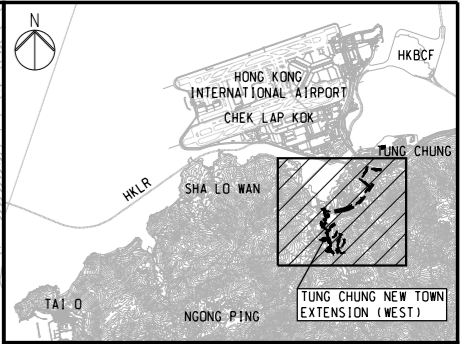 N
HKBCF
HONG KONG
INTERNATIONAL AIRPORT
CHEK LAP KOK
TUNG CHUNG
HKLR
SHA LO WAN
TAI O
NGONG PING
TUNG CHUNG NEW TOWN
EXTENSION (WEST)